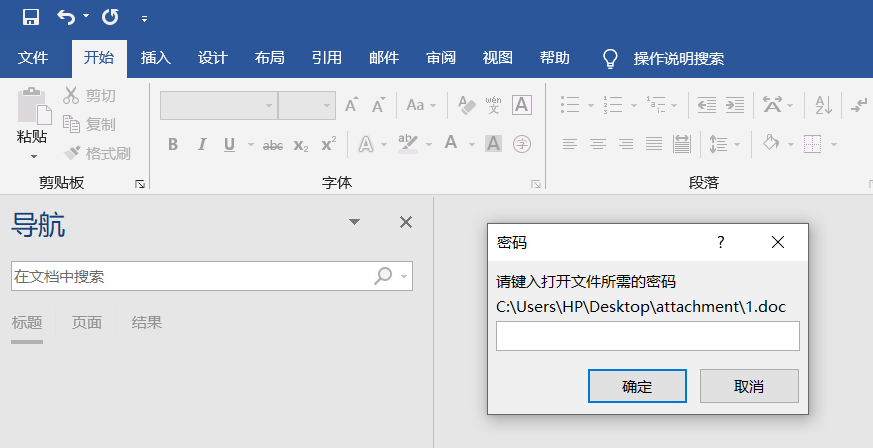 文件 开始 插入 设计 布局 引用 邮件 审阅 视图 帮助 操作说明搜索
剪切
Aa wén 文 A
粘贴 复制
B I U abc x₂ x² A ab A A 字
格式刷
剪贴板 字体 段落
导航
密码 ? 
在文档中搜索
请键入打开文件所需的密码
C:\Users\HP\Desktop\attachment\1.doc
标题 页面 结果
确定 取消